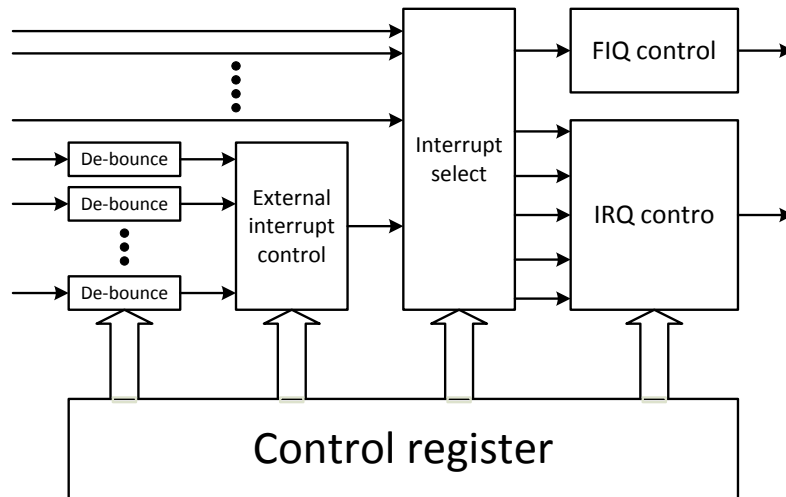 FIQ control
De-bounce
De-bounce
De-bounce
External
interrupt
control
Interrupt
select
IRQ contro
Control register